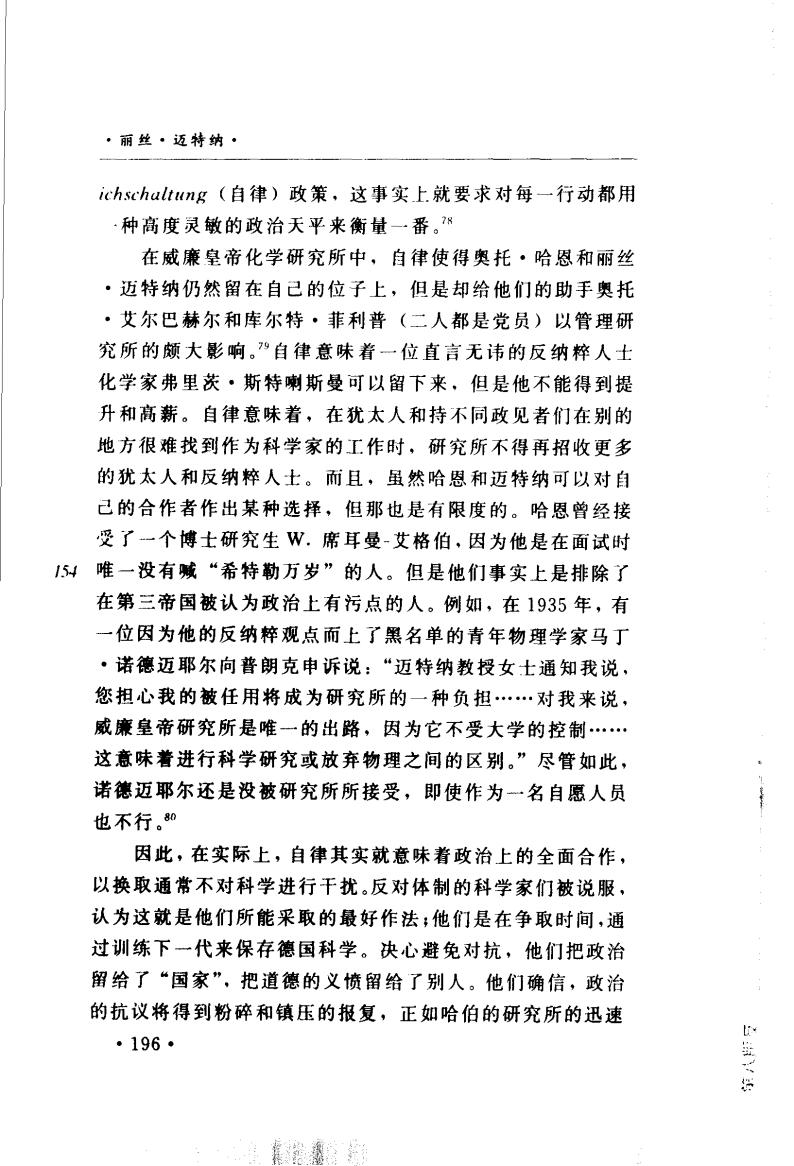 ·丽丝·迈特纳·
ichschaltung（自律）政策，这事实上就要求对每一行动都用
一种高度灵敏的政治天平来衡量一番。78
在威廉皇帝化学研究所中，自律使得奥托·哈恩和丽丝
·迈特纳仍然留在自己的位子上，但是却给他们的助手奥托
·艾尔巴赫尔和库尔特·菲利普（二人都是党员）以管理研
究所的颇大影响。79自律意味着一位直言无讳的反纳粹人士
化学家弗里茨·斯特喇斯曼可以留下来，但是他不能得到提
升和高薪。自律意味着，在犹太人和持不同政见者们在别的
地方很难找到作为科学家的工作时，研究所不得再招收更多
的犹太人和反纳粹人士。而且，虽然哈恩和迈特纳可以对自
己的合作者作出某种选择，但那也是有限度的。哈恩曾经接
受了一个博士研究生W．席耳曼-艾格伯，因为他是在面试时
154 唯一没有喊“希特勒万岁”的人。但是他们事实上是排除了
在第三帝国被认为政治上有污点的人。例如，在1935年，有
一位因为他的反纳粹观点而上了黑名单的青年物理学家马丁
·诺德迈耶尔向普朗克申诉说：“迈特纳教授女士通知我说，
您担心我的被任用将成为研究所的一种负担……对我来说，
威廉皇帝研究所是唯一的出路，因为它不受大学的控制……
这意味着进行科学研究或放弃物理之间的区别。”尽管如此，
诺德迈耶尔还是没被研究所所接受，即使作为一名自愿人员
也不行。80
因此，在实际上，自律其实就意味着政治上的全面合作，
以换取通常不对科学进行干扰。反对体制的科学家们被说服，
认为这就是他们所能采取的最好作法；他们是在争取时间，通
过训练下一代来保存德国科学。决心避免对抗，他们把政治
留给了“国家”，把道德的义愤留给了别人。他们确信，政治
的抗议将得到粉碎和镇压的报复，正如哈伯的研究所的迅速
·196·